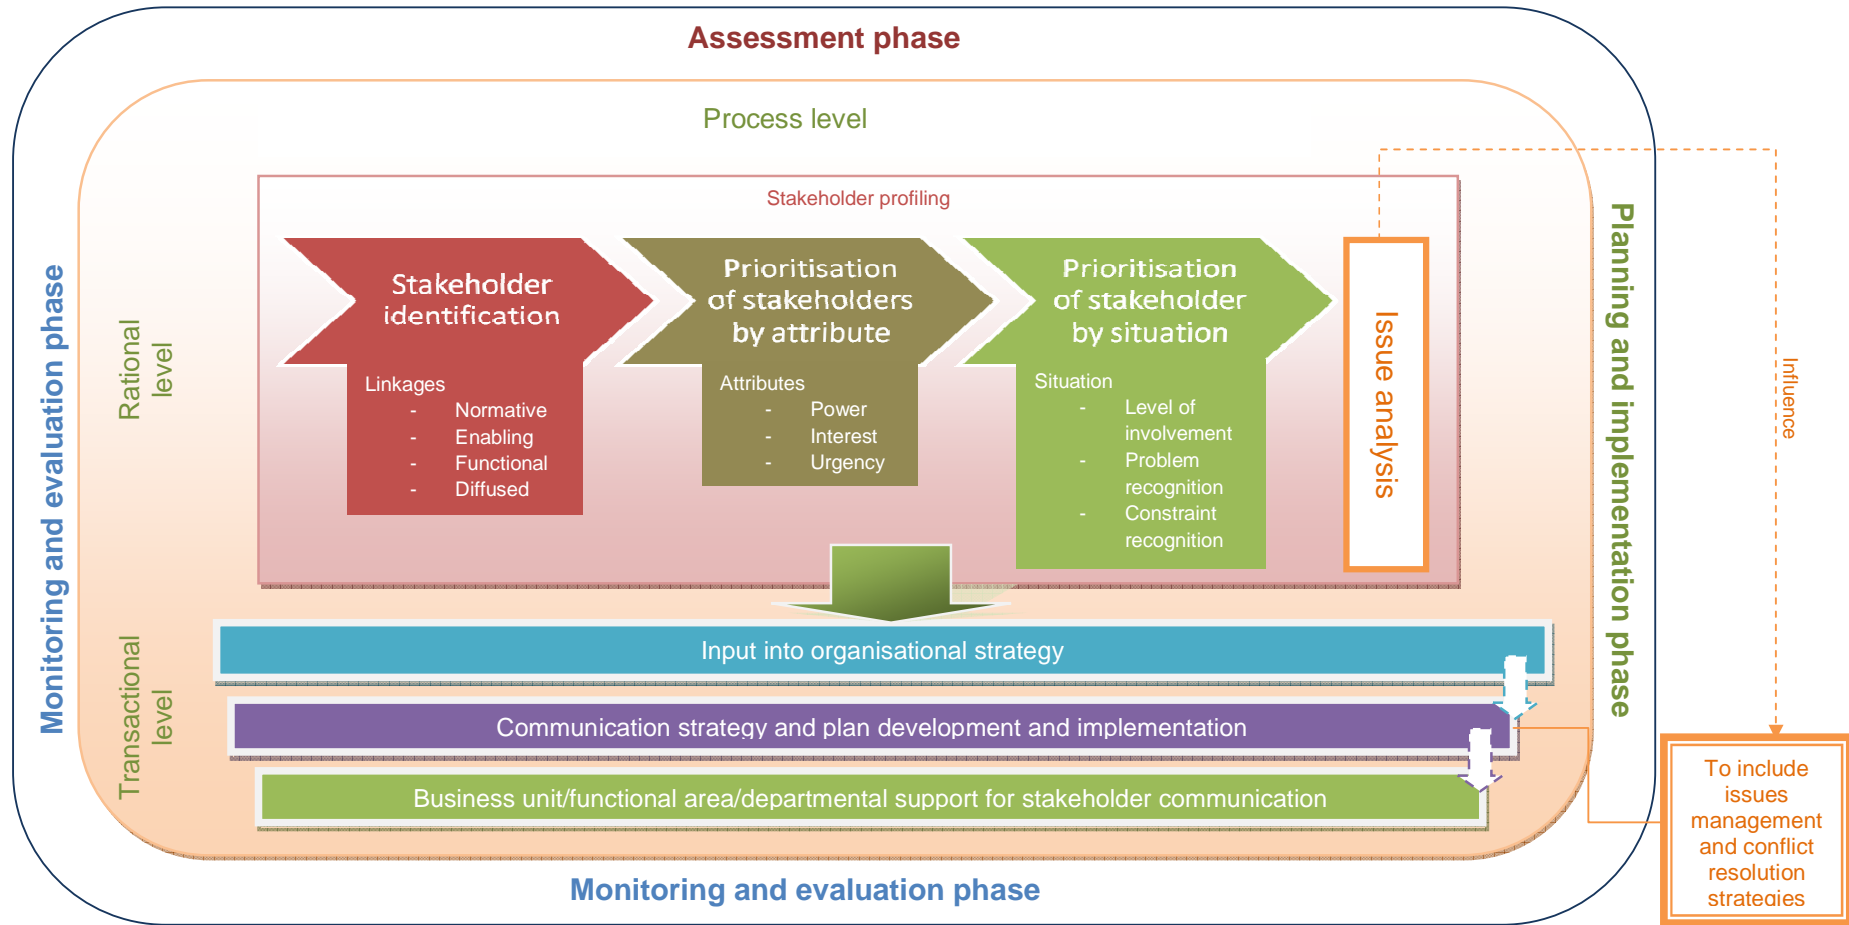 Assessment phase
Process level
Stakeholder profiling
Stakeholder
identification
Linkages
- Normative
- Enabling
- Functional
- Diffused
Prioritisation
of stakeholders
by attribute
Attributes
- Power
- Interest
- Urgency
Prioritisation
of stakeholder
by situation
Situation
- Level of
involvement
- Problem
recognition
- Constraint
recognition
Issue analysis
Rational
level
Transactional
level
Monitoring and evaluation phase
Planning and implementation phase
Influence
Input into organisational strategy
Communication strategy and plan development and implementation
Business unit/functional area/departmental support for stakeholder communication
Monitoring and evaluation phase
To include
issues
management
and conflict
resolution
strategies